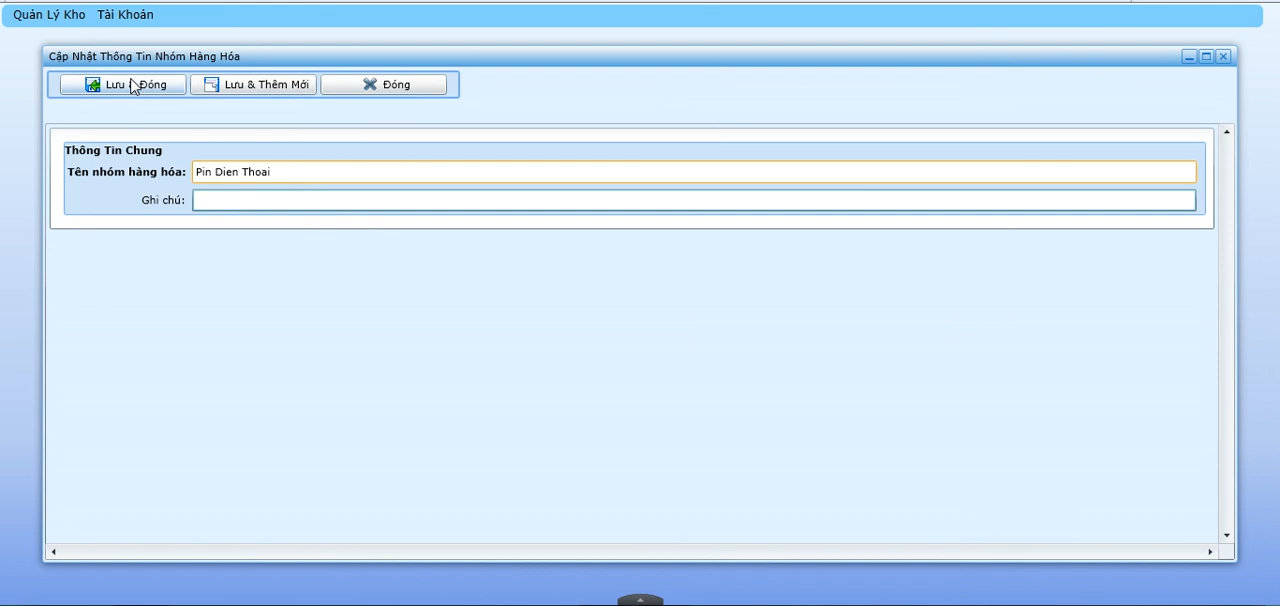 Quản Lý Kho Tài Khoản
Cập Nhật Thông Tin Nhóm Hàng Hóa
Lưu & Đóng Lưu & Thêm Mới Đóng
Thông Tin Chung
Tên nhóm hàng hóa: Pin Dien Thoai
Ghi chú: